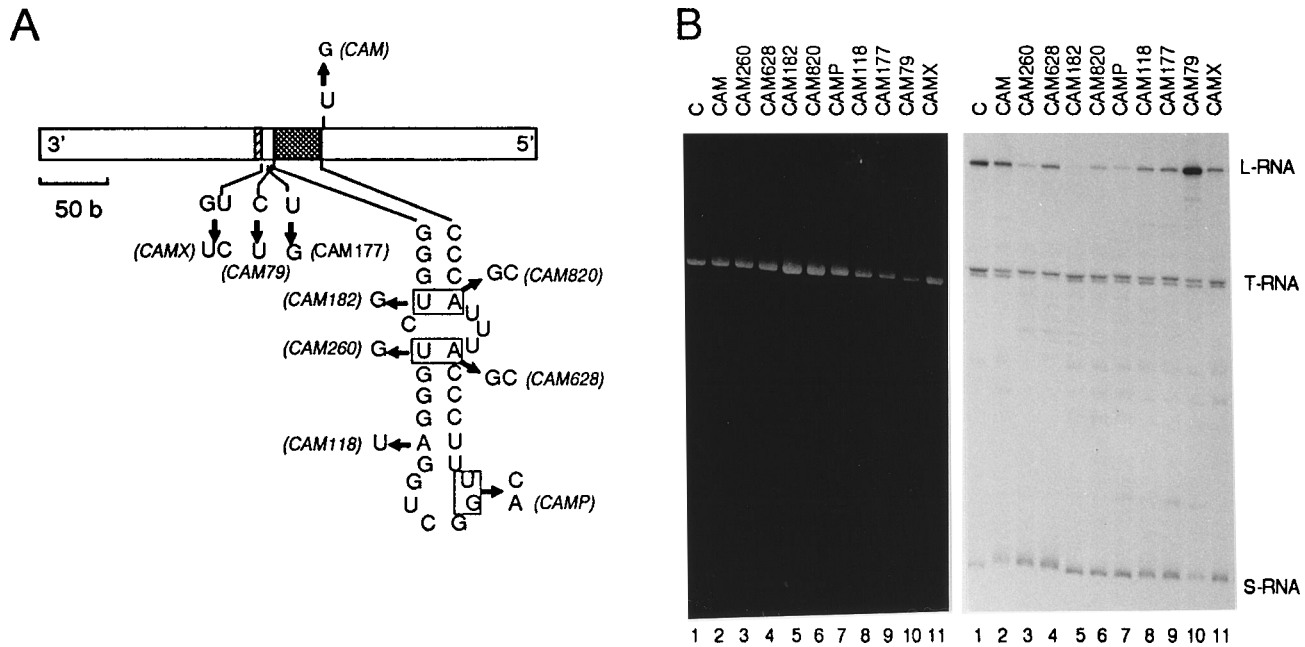 A
G (CAM)
U
3' 5'
50 b
GU C U
(CAMX) UC U G (CAM177)
(CAM79)
G C
G C
G C
(CAM182) G U A GC (CAM820)
C U
U
U
(CAM260) G U A GC (CAM628)
G C
G C
G C
(CAM118) U A U
G U
G U C
U G A (CAMP)
C G
B
C CAM CAM260 CAM628 CAM182 CAM820 CAMP CAM118 CAM177 CAM79 CAMX
C CAM CAM260 CAM628 CAM182 CAM820 CAMP CAM118 CAM177 CAM79 CAMX
L-RNA
T-RNA
S-RNA
1 2 3 4 5 6 7 8 9 10 11
1 2 3 4 5 6 7 8 9 10 11